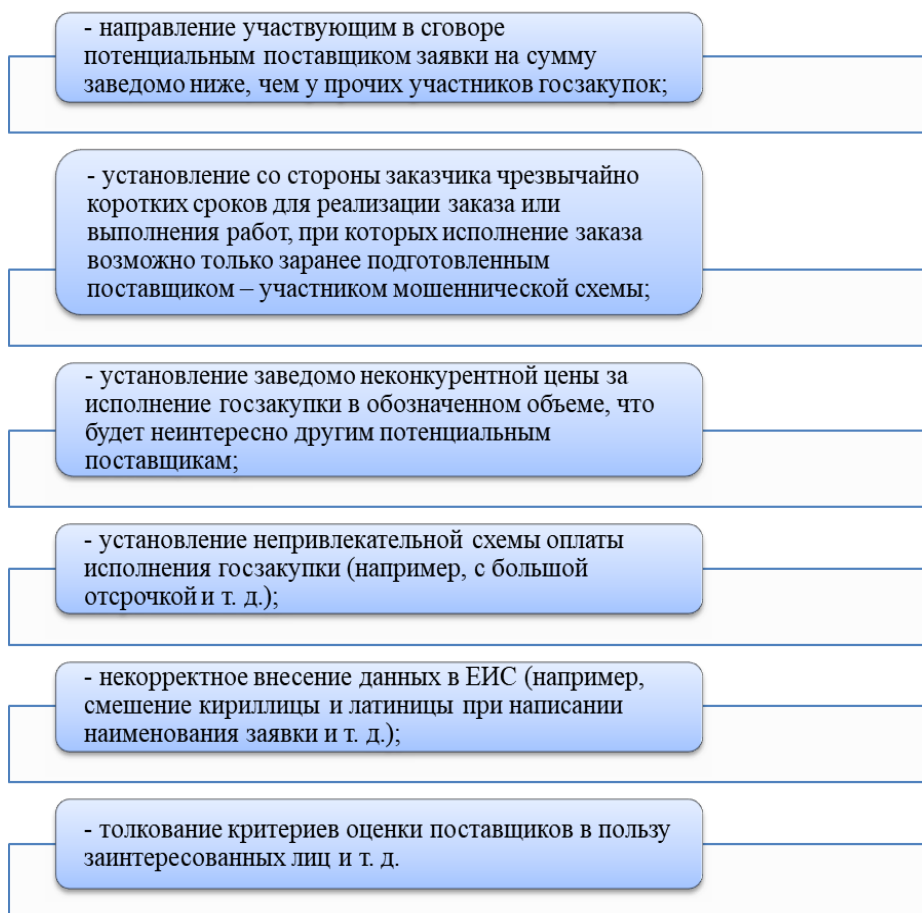 - направление участвующим в сговоре
потенциальным поставщиком заявки на сумму
заведомо ниже, чем у прочих участников госзакупок;
- установление со стороны заказчика чрезвычайно
коротких сроков для реализации заказа или
выполнения работ, при которых исполнение заказа
возможно только заранее подготовленным
поставщиком – участником мошеннической схемы;
- установление заведомо неконкурентной цены за
исполнение госзакупки в обозначенном объеме, что
будет неинтересно другим потенциальным
поставщикам;
- установление непривлекательной схемы оплаты
исполнения госзакупки (например, с большой
отсрочкой и т. д.);
- некорректное внесение данных в ЕИС (например,
смешение кириллицы и латиницы при написании
наименования заявки и т. д.);
- толкование критериев оценки поставщиков в пользу
заинтересованных лиц и т. д.